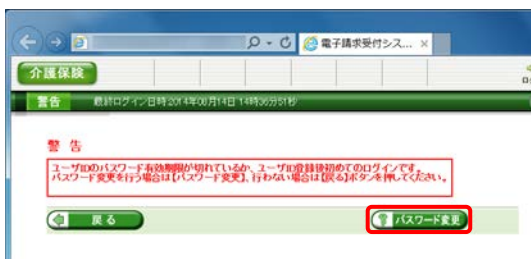 電子請求受付シス...
介護保険
警告 最終ログイン日時 2014年08月14日 14時36分51秒
警 告
ユーザIDのパスワード有効期限が切れているか、ユーザID登録後初めてのログインです。
パスワード変更を行う場合は【パスワード変更】、行わない場合は【戻る】ボタンを押してください。
戻る
パスワード変更